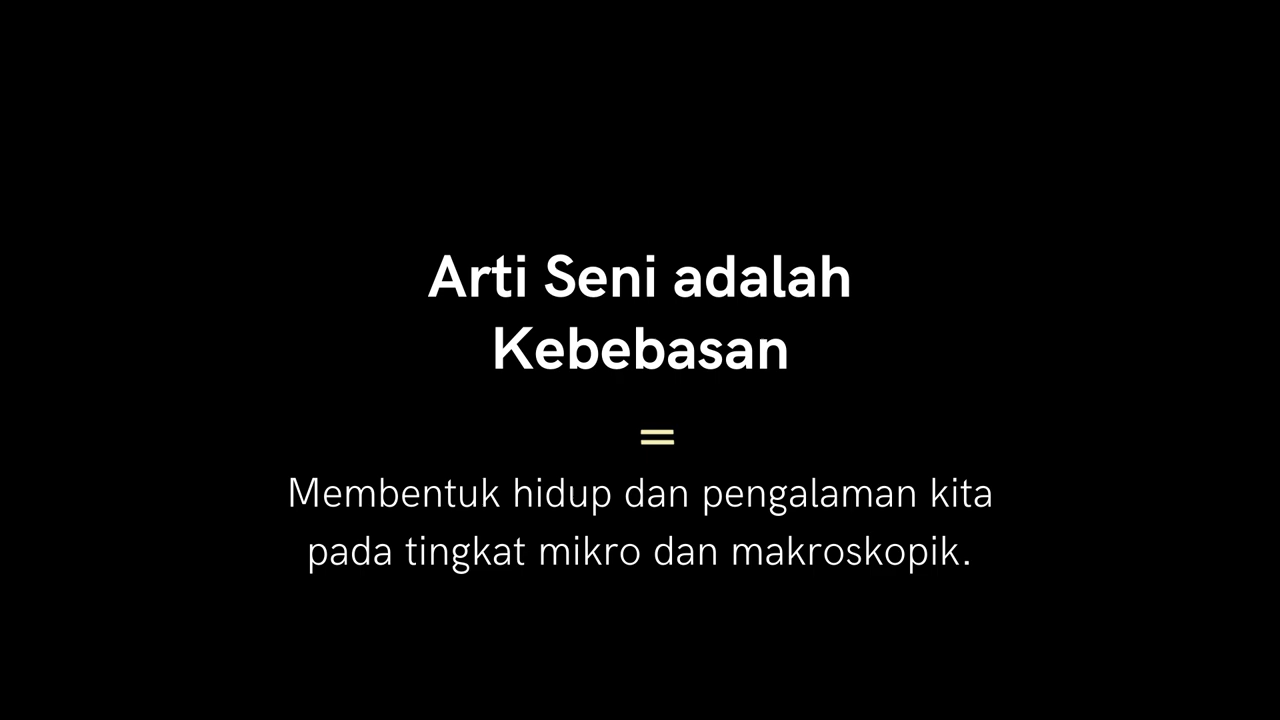 Arti Seni adalah
Kebebasan
=
Membentuk hidup dan pengalaman kita
pada tingkat mikro dan makroskopik.